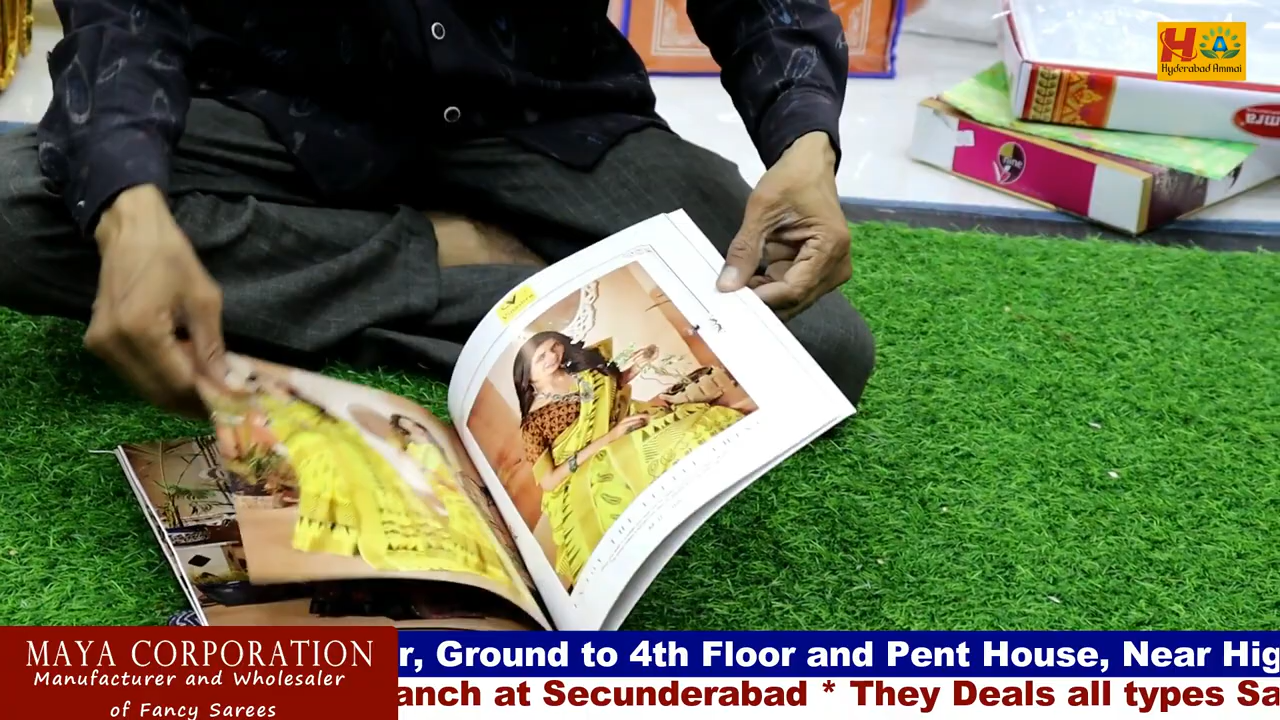 H A
Hyderabad Ammai
nine
MAYA CORPORATION
Manufacturer and Wholesaler
of Fancy Sarees
r, Ground to 4th Floor and Pent House, Near Hig
anch at Secunderabad * They Deals all types Sa